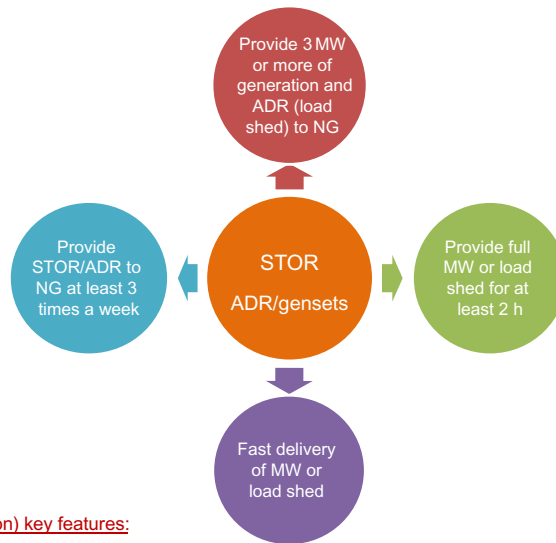 Provide 3 MW
or more of
generation and
ADR (load
shed) to NG
Provide
STOR/ADR to
NG at least 3
times a week
STOR
ADR/gensets
Provide full
MW or load
shed for at
least 2 h
Fast delivery
of MW or
load shed
on) key features: